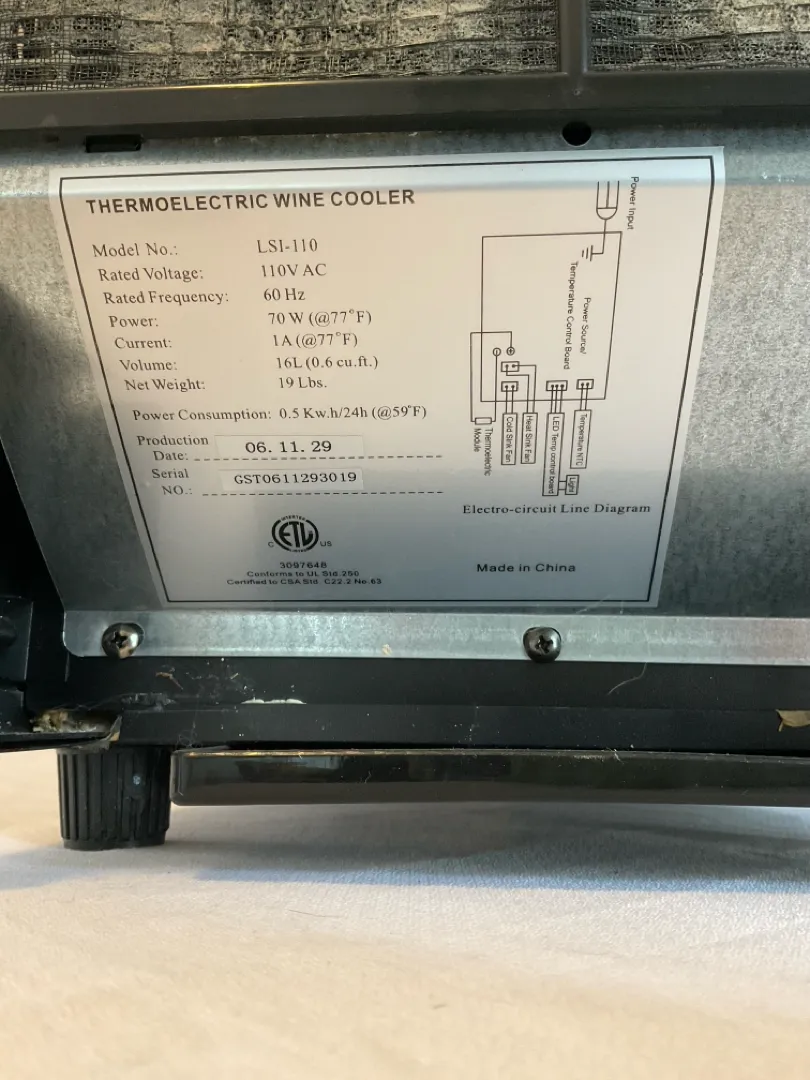 THERMOELECTRIC WINE COOLER
Model No.: LSI-110
Rated Voltage: 110V AC
Rated Frequency: 60 Hz
Power: 70 W (@77°F)
Current: 1A (@77°F)
Volume: 16L (0.6 cu.ft.)
Net Weight: 19 Lbs.
Power Consumption: 0.5 Kw.h/24h (@59°F)
Production
Date: 06. 11. 29
Serial
NO.: GST0611293019
INTERTEK
ETL
C US
3097648
Conforms to UL Std.250
Certified to CSA Std. C22.2 No.63
Power Input
Power Source/
Temperature Control Board
Thermoelectric
Module
Cold Sink Fan
Heat Sink Fan
LED Temp control board
Temperature NTC
Light
Electro-circuit Line Diagram
Made in China